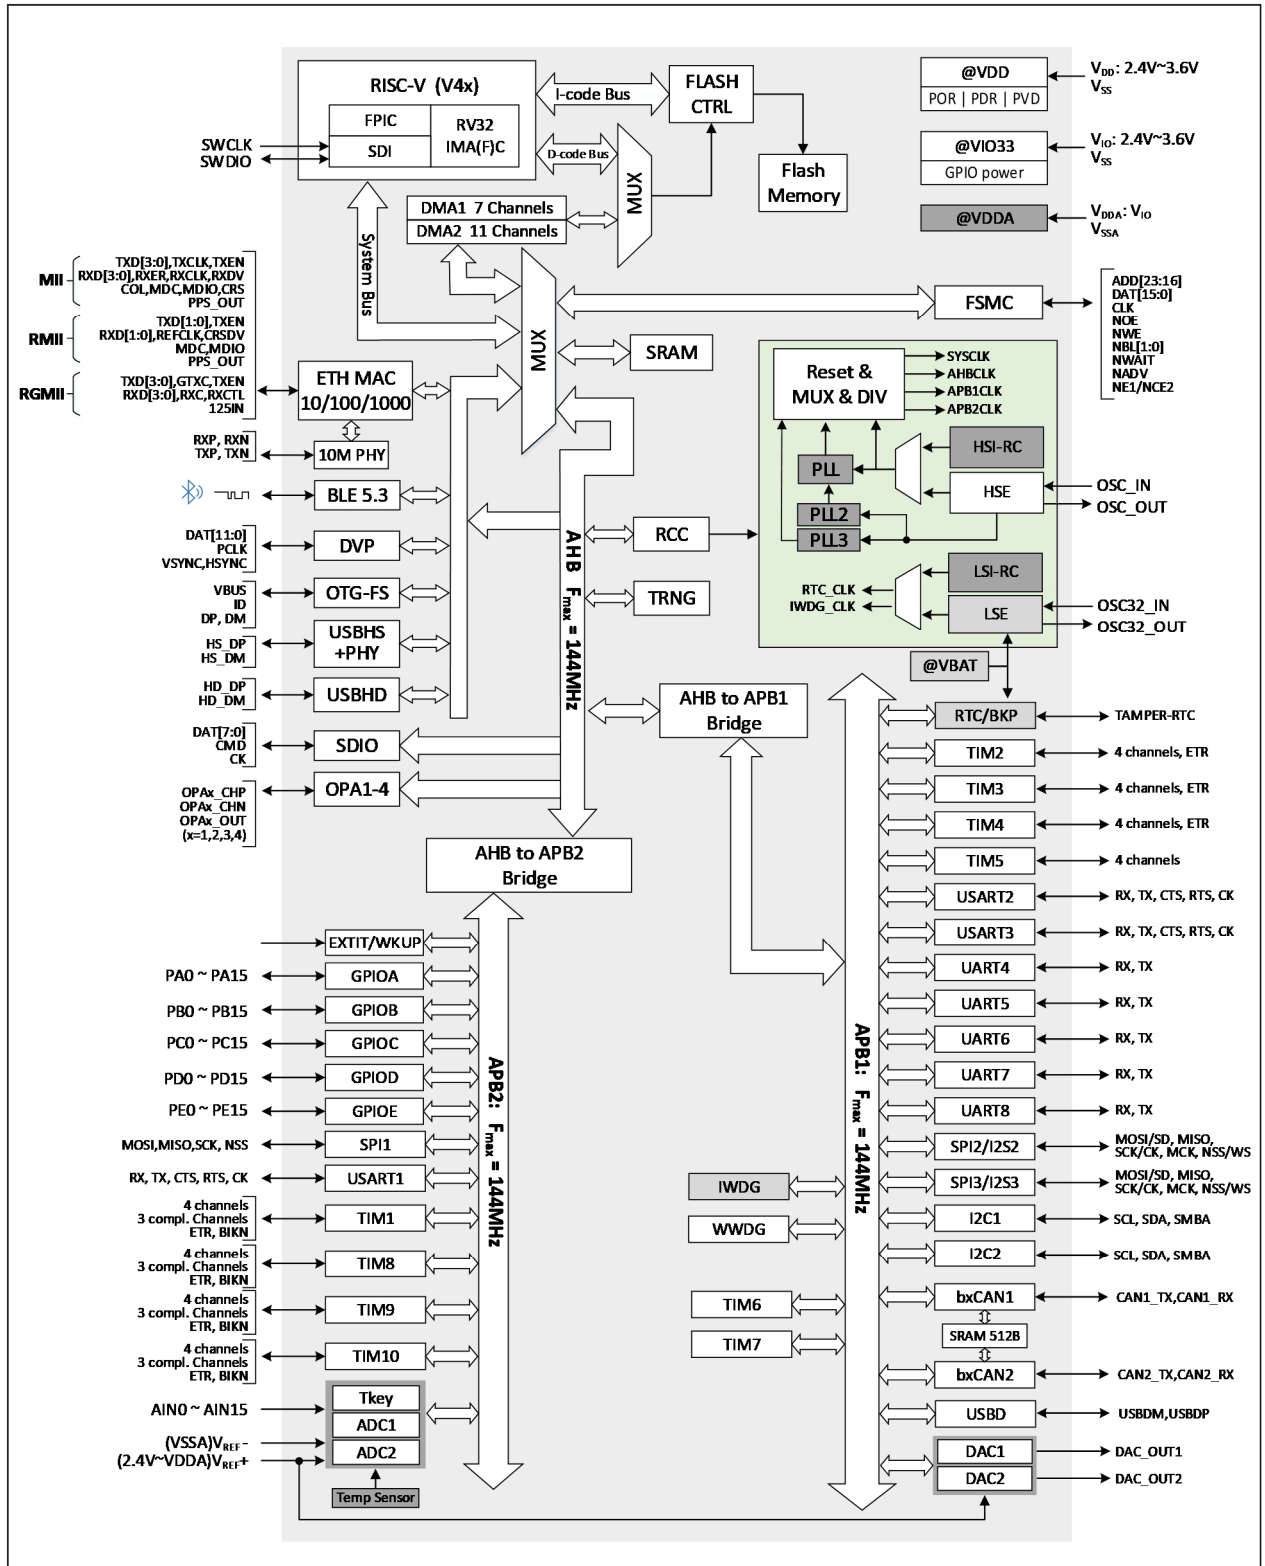 RISC-V (V4x)
FPIC
SDI
RV32
IMA(F)C
SWCLK
SWDIO
I-code Bus
D-code Bus
FLASH
CTRL
MUX
Flash
Memory
DMA1 7 Channels
DMA2 11 Channels
System Bus
MUX
@VDD
POR | PDR | PVD
VDD: 2.4V~3.6V
VSS
@VIO33
GPIO power
VIO: 2.4V~3.6V
VSS
@VDDA
VDDA: VIO
VSSA
MII
TXD[3:0],TXCLK,TXEN
RXD[3:0],RXER,RXCLK,RXDV
COL,MDC,MDIO,CRS
PPS_OUT
RMII
TXD[1:0],TXEN
RXD[1:0],REFCLK,CRSDV
MDC,MDIO
PPS_OUT
RGMII
TXD[3:0],GTXC,TXEN
RXD[3:0],RXC,RXCTL
125IN
ETH MAC
10/100/1000
RXP, RXN
TXP, TXN
10M PHY
BLE 5.3
DAT[11:0]
PCLK
VSYNC,HSYNC
DVP
VBUS
ID
DP, DM
OTG-FS
HS_DP
HS_DM
USBHS
+PHY
HD_DP
HD_DM
USBHD
DAT[7:0]
CMD
CK
SDIO
OPAx_CHP
OPAx_CHN
OPAx_OUT
(x=1,2,3,4)
OPA1-4
FSMC
ADD[23:16]
DAT[15:0]
CLK
NOE
NWE
NBL[1:0]
NWAIT
NADV
NE1/NCE2
SRAM
RCC
TRNG
AHB Fmax = 144MHz
Reset &
MUX & DIV
SYSCLK
AHBCLK
APB1CLK
APB2CLK
PLL
PLL2
PLL3
HSI-RC
HSE
OSC_IN
OSC_OUT
LSI-RC
LSE
RTC_CLK
IWDG_CLK
OSC32_IN
OSC32_OUT
@VBAT
AHB to APB1
Bridge
AHB to APB2
Bridge
EXTIT/WKUP
PA0 ~ PA15
GPIOA
PB0 ~ PB15
GPIOB
PC0 ~ PC15
GPIOC
PD0 ~ PD15
GPIOD
PE0 ~ PE15
GPIOE
MOSI,MISO,SCK, NSS
SPI1
RX, TX, CTS, RTS, CK
USART1
4 channels
3 compl. Channels
ETR, BIKN
TIM1
4 channels
3 compl. Channels
ETR, BIKN
TIM8
4 channels
3 compl. Channels
ETR, BIKN
TIM9
4 channels
3 compl. Channels
ETR, BIKN
TIM10
AIN0 ~ AIN15
(VSSA)VREF-
(2.4V~VDDA)VREF+
Tkey
ADC1
ADC2
Temp Sensor
APB2: Fmax = 144MHz
APB1: Fmax = 144MHz
IWDG
WWDG
TIM6
TIM7
RTC/BKP
TAMPER-RTC
TIM2
4 channels, ETR
TIM3
4 channels, ETR
TIM4
4 channels, ETR
TIM5
4 channels
USART2
RX, TX, CTS, RTS, CK
USART3
RX, TX, CTS, RTS, CK
UART4
RX, TX
UART5
RX, TX
UART6
RX, TX
UART7
RX, TX
UART8
RX, TX
SPI2/I2S2
MOSI/SD, MISO,
SCK/CK, MCK, NSS/WS
SPI3/I2S3
MOSI/SD, MISO,
SCK/CK, MCK, NSS/WS
I2C1
SCL, SDA, SMBA
I2C2
SCL, SDA, SMBA
bxCAN1
CAN1_TX,CAN1_RX
SRAM 512B
bxCAN2
CAN2_TX,CAN2_RX
USBD
USBDM,USBDP
DAC1
DAC_OUT1
DAC2
DAC_OUT2